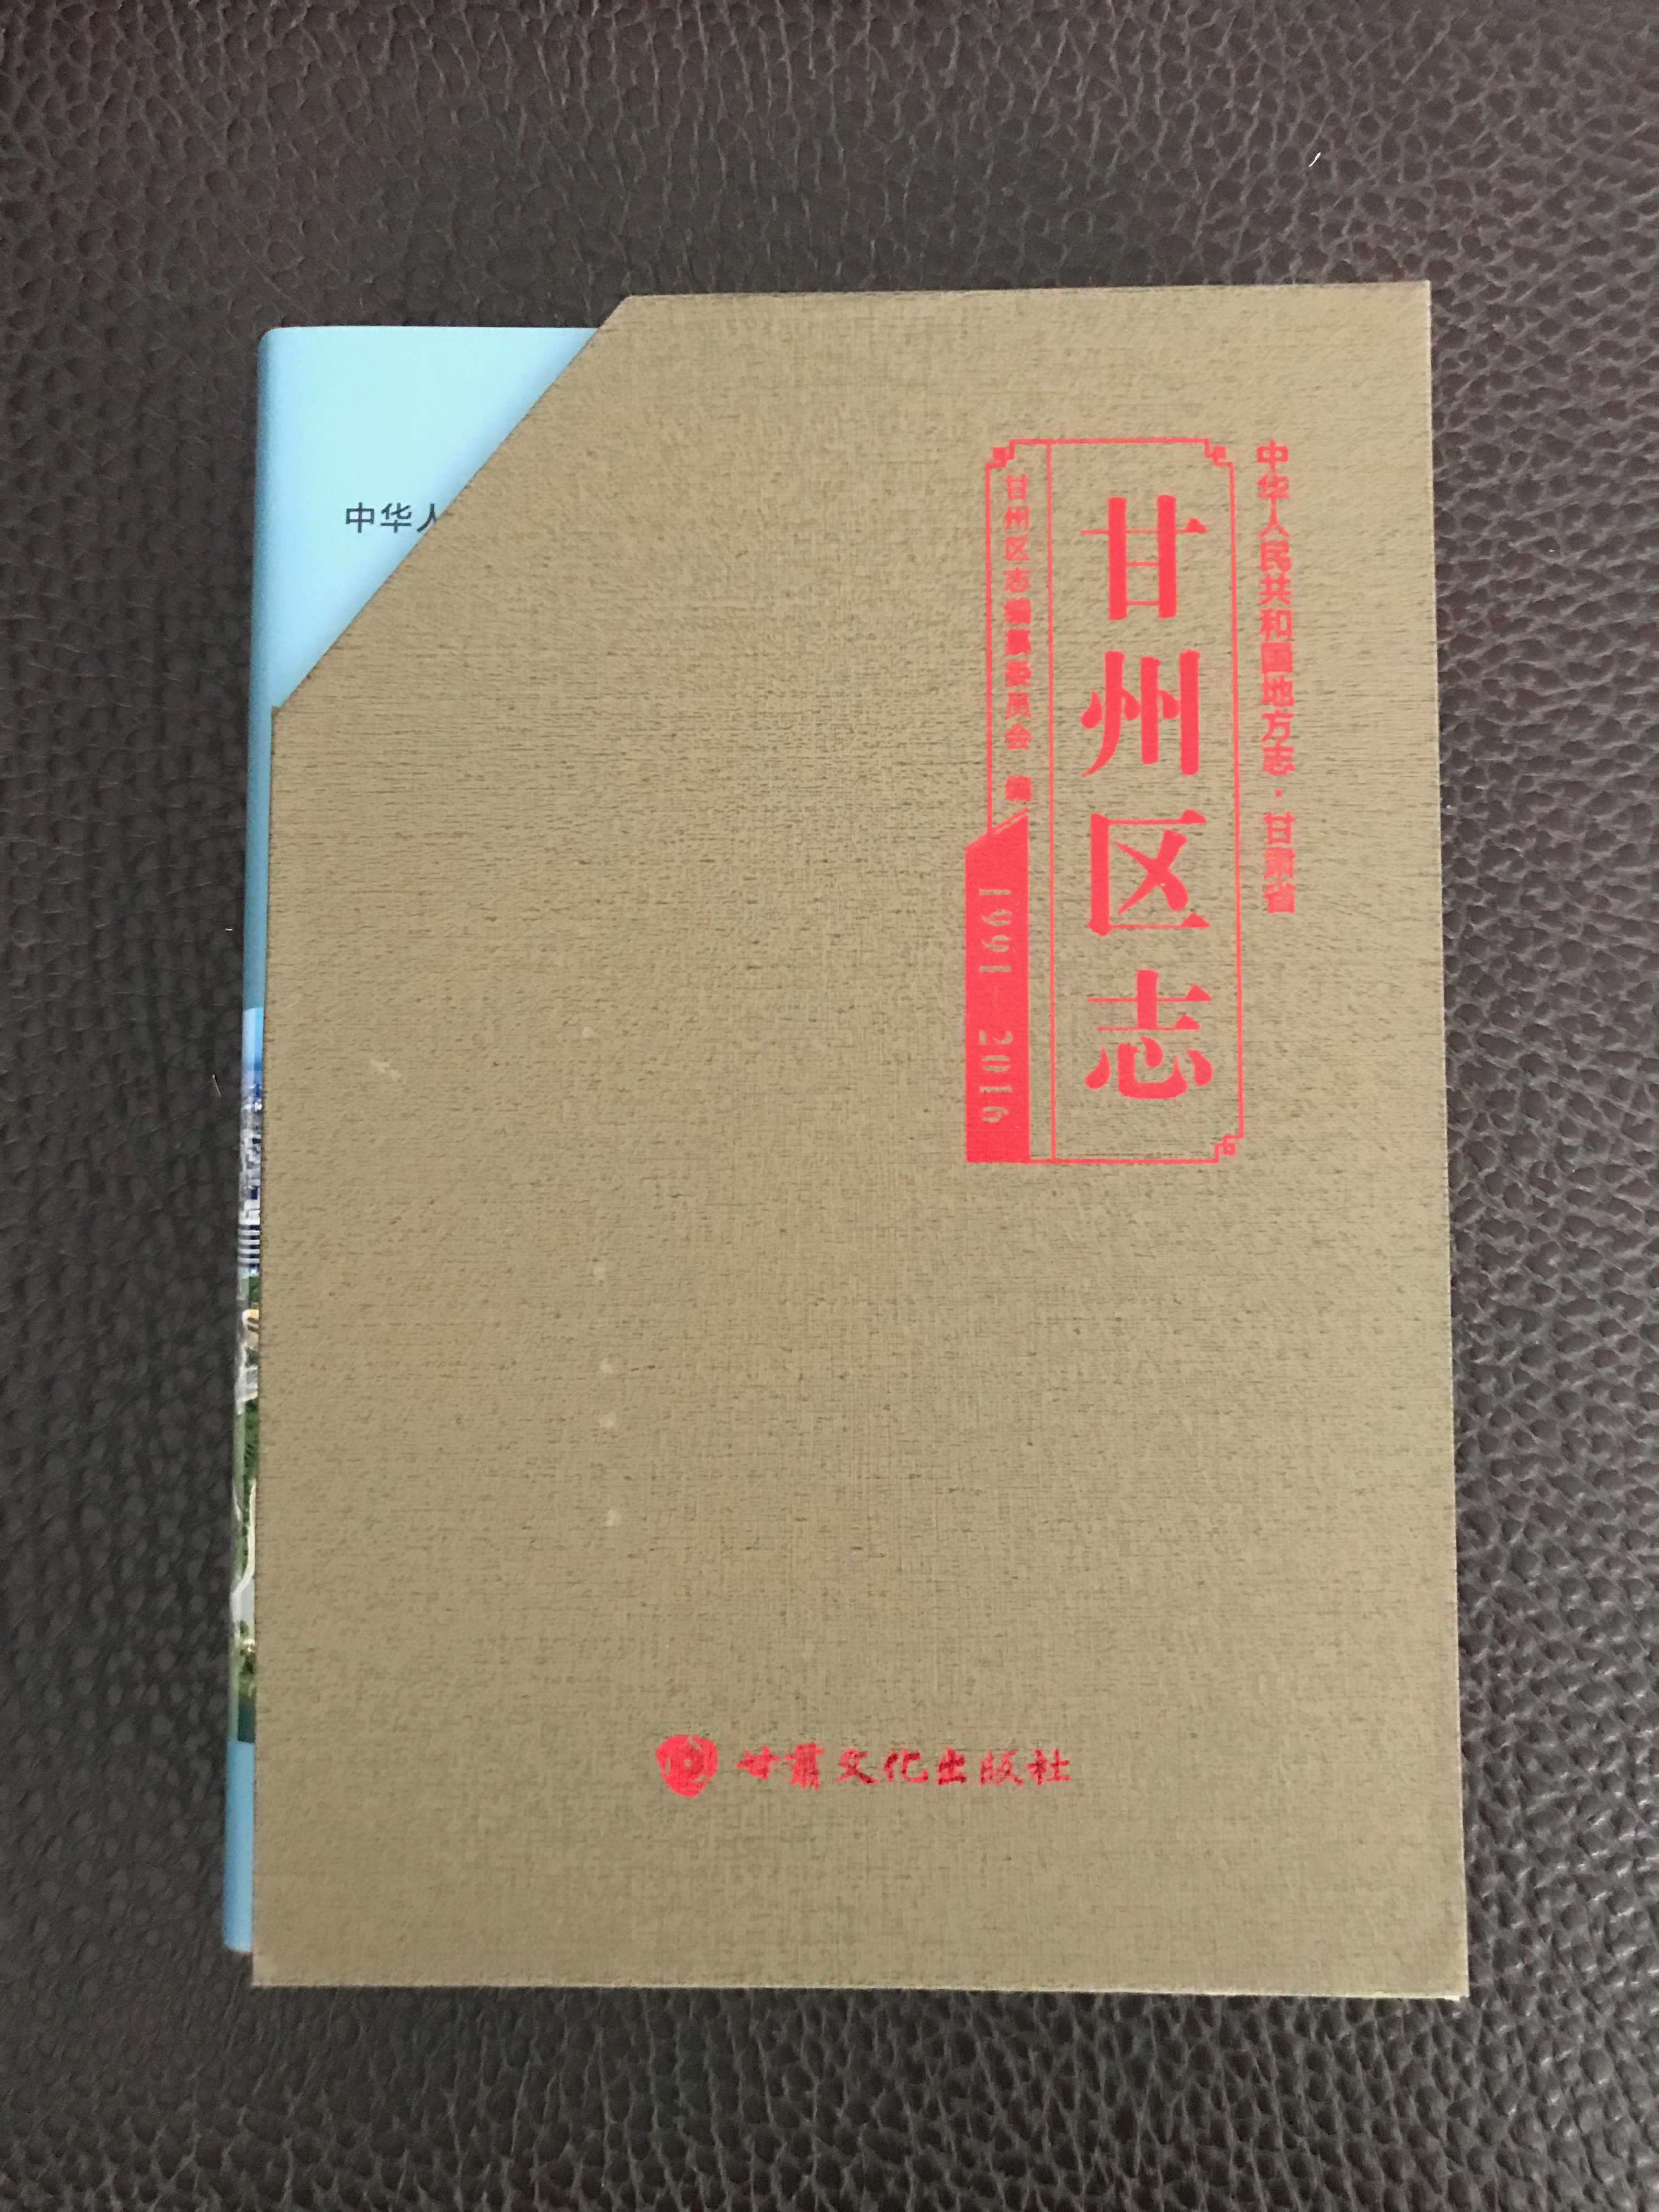 中华人民共和国地方志·甘肃省
甘州区志
甘州区志编纂委员会 编
1991—2016
中华人
甘肃文化出版社